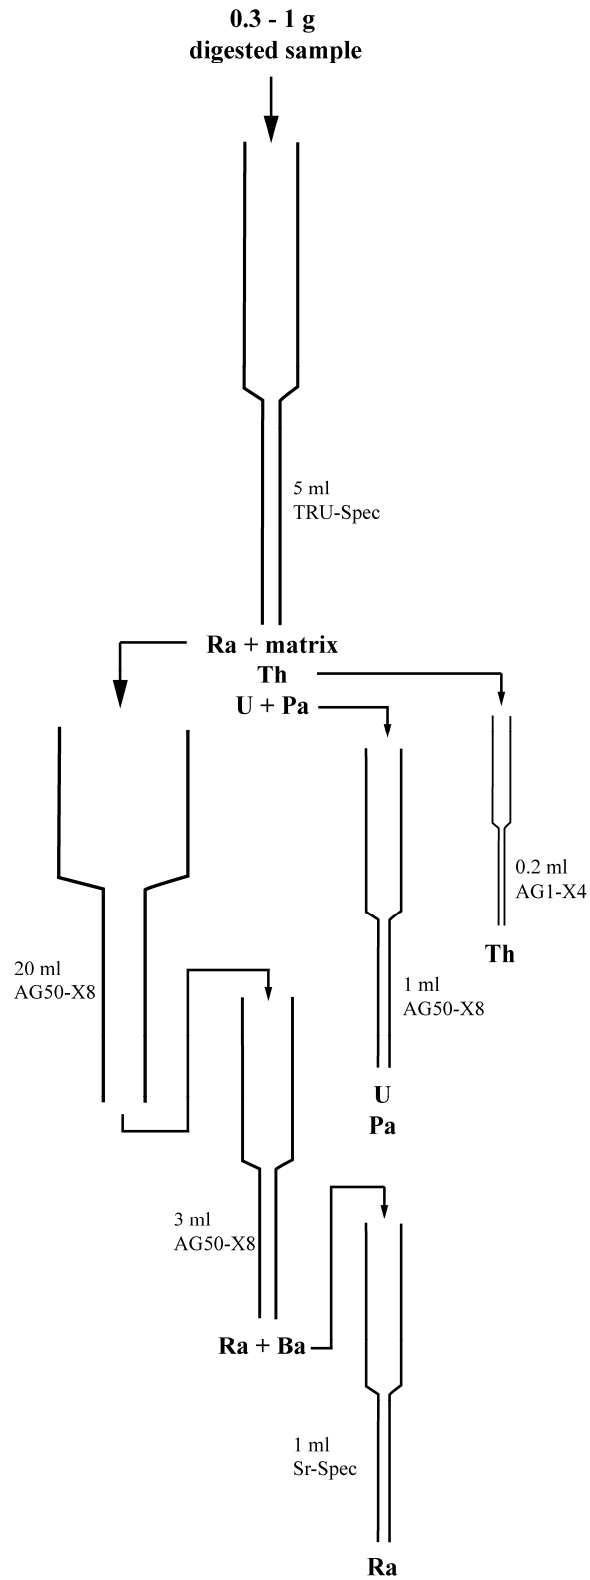 0.3 - 1 g
digested sample
5 ml
TRU-Spec
Ra + matrix
Th
U + Pa
0.2 ml
AG1-X4
Th
20 ml
AG50-X8
1 ml
AG50-X8
U
Pa
3 ml
AG50-X8
Ra + Ba
1 ml
Sr-Spec
Ra